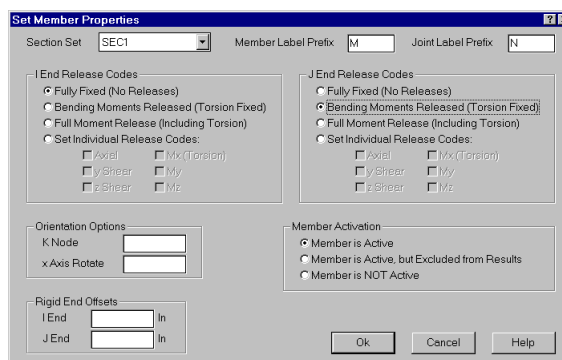 Set Member Properties
Section Set SEC1 Member Label Prefix M Joint Label Prefix N
I End Release Codes
Fully Fixed (No Releases)
Bending Moments Released (Torsion Fixed)
Full Moment Release (Including Torsion)
Set Individual Release Codes:
Axial Mx (Torsion)
y Shear My
z Shear Mz
J End Release Codes
Fully Fixed (No Releases)
Bending Moments Released (Torsion Fixed)
Full Moment Release (Including Torsion)
Set Individual Release Codes:
Axial Mx (Torsion)
y Shear My
z Shear Mz
Orientation Options
K Node
x Axis Rotate
Member Activation
Member is Active
Member is Active, but Excluded from Results
Member is NOT Active
Rigid End Offsets
I End In
J End In
Ok Cancel Help